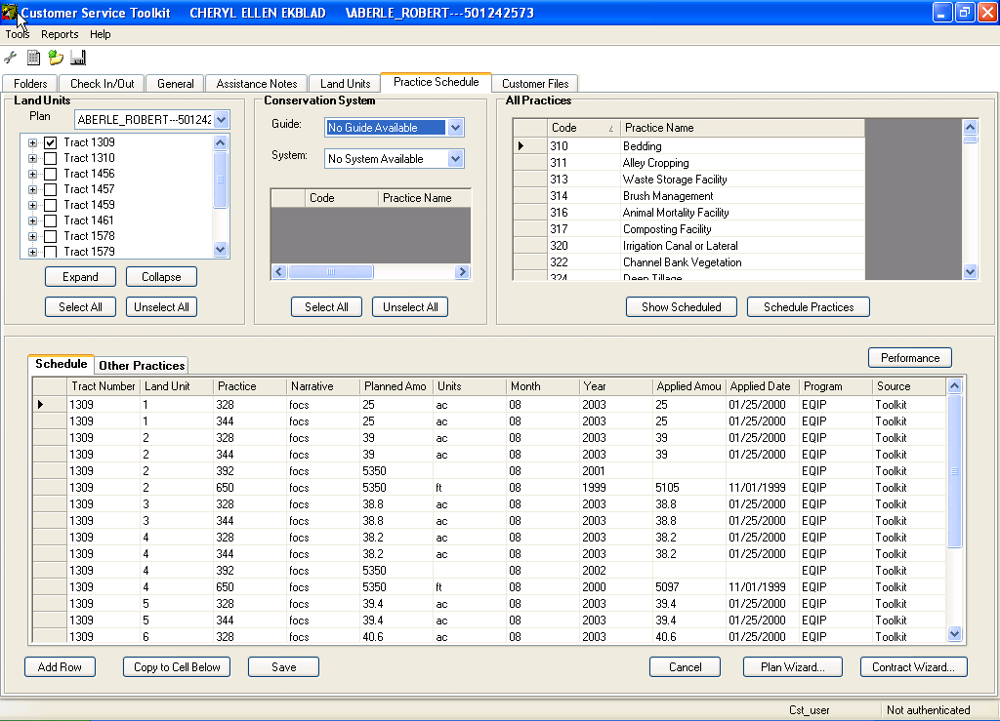 Customer Service Toolkit CHERYL ELLEN EKBLAD \ABERLE_ROBERT---501242573
Tools Reports Help
Folders Check In/Out General Assistance Notes Land Units Practice Schedule Customer Files
Land Units
Plan ABERLE_ROBERT---50124
Tract 1309
Tract 1310
Tract 1456
Tract 1457
Tract 1459
Tract 1461
Tract 1578
Tract 1579
Expand Collapse
Select All Unselect All
Conservation System
Guide: No Guide Available
System: No System Available
Code Practice Name
Select All Unselect All
All Practices
Code Practice Name
310 Bedding
311 Alley Cropping
313 Waste Storage Facility
314 Brush Management
316 Animal Mortality Facility
317 Composting Facility
320 Irrigation Canal or Lateral
322 Channel Bank Vegetation
324 Deep Tillage
Show Scheduled Schedule Practices
Performance
Schedule Other Practices
Tract Number Land Unit Practice Narrative Planned Amo Units Month Year Applied Amou Applied Date Program Source
1309 1 328 focs 25 ac 08 2003 25 01/25/2000 EQIP Toolkit
1309 1 344 focs 25 ac 08 2003 25 01/25/2000 EQIP Toolkit
1309 2 328 focs 39 ac 08 2003 39 01/25/2000 EQIP Toolkit
1309 2 344 focs 39 ac 08 2003 39 01/25/2000 EQIP Toolkit
1309 2 392 focs 5350 08 2001 EQIP Toolkit
1309 2 650 focs 5350 ft 08 1999 5105 11/01/1999 EQIP Toolkit
1309 3 328 focs 38.8 ac 08 2003 38.8 01/25/2000 EQIP Toolkit
1309 3 344 focs 38.8 ac 08 2003 38.8 01/25/2000 EQIP Toolkit
1309 4 328 focs 38.2 ac 08 2003 38.2 01/25/2000 EQIP Toolkit
1309 4 344 focs 38.2 ac 08 2003 38.2 01/25/2000 EQIP Toolkit
1309 4 392 focs 5350 08 2002 EQIP Toolkit
1309 4 650 focs 5350 ft 08 2000 5097 11/01/1999 EQIP Toolkit
1309 5 328 focs 39.4 ac 08 2003 39.4 01/25/2000 EQIP Toolkit
1309 5 344 focs 39.4 ac 08 2003 39.4 01/25/2000 EQIP Toolkit
1309 6 328 focs 40.6 ac 08 2003 40.6 01/25/2000 EQIP Toolkit
Add Row Copy to Cell Below Save Cancel Plan Wizard... Contract Wizard...
Cst_user Not authenticated